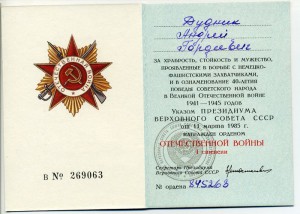 В № 269063
Дудник
Андрей
Гордеевич
ЗА ХРАБРОСТЬ, СТОЙКОСТЬ И МУЖЕСТВО,
ПРОЯВЛЕННЫЕ В БОРЬБЕ С НЕМЕЦКО-
ФАШИСТСКИМИ ЗАХВАТЧИКАМИ,
И В ОЗНАМЕНОВАНИЕ 40-ЛЕТИЯ
ПОБЕДЫ СОВЕТСКОГО НАРОДА
В ВЕЛИКОЙ ОТЕЧЕСТВЕННОЙ ВОЙНЕ
1941—1945 ГОДОВ
УКАЗОМ ПРЕЗИДИУМА
ВЕРХОВНОГО СОВЕТА СССР
ОТ 11 МАРТА 1985 Г.
НАГРАЖДЕН ОРДЕНОМ
ОТЕЧЕСТВЕННОЙ ВОЙНЫ
I СТЕПЕНИ
Секретарь Президиума
Верховного Совета СССР
№ ордена 845268